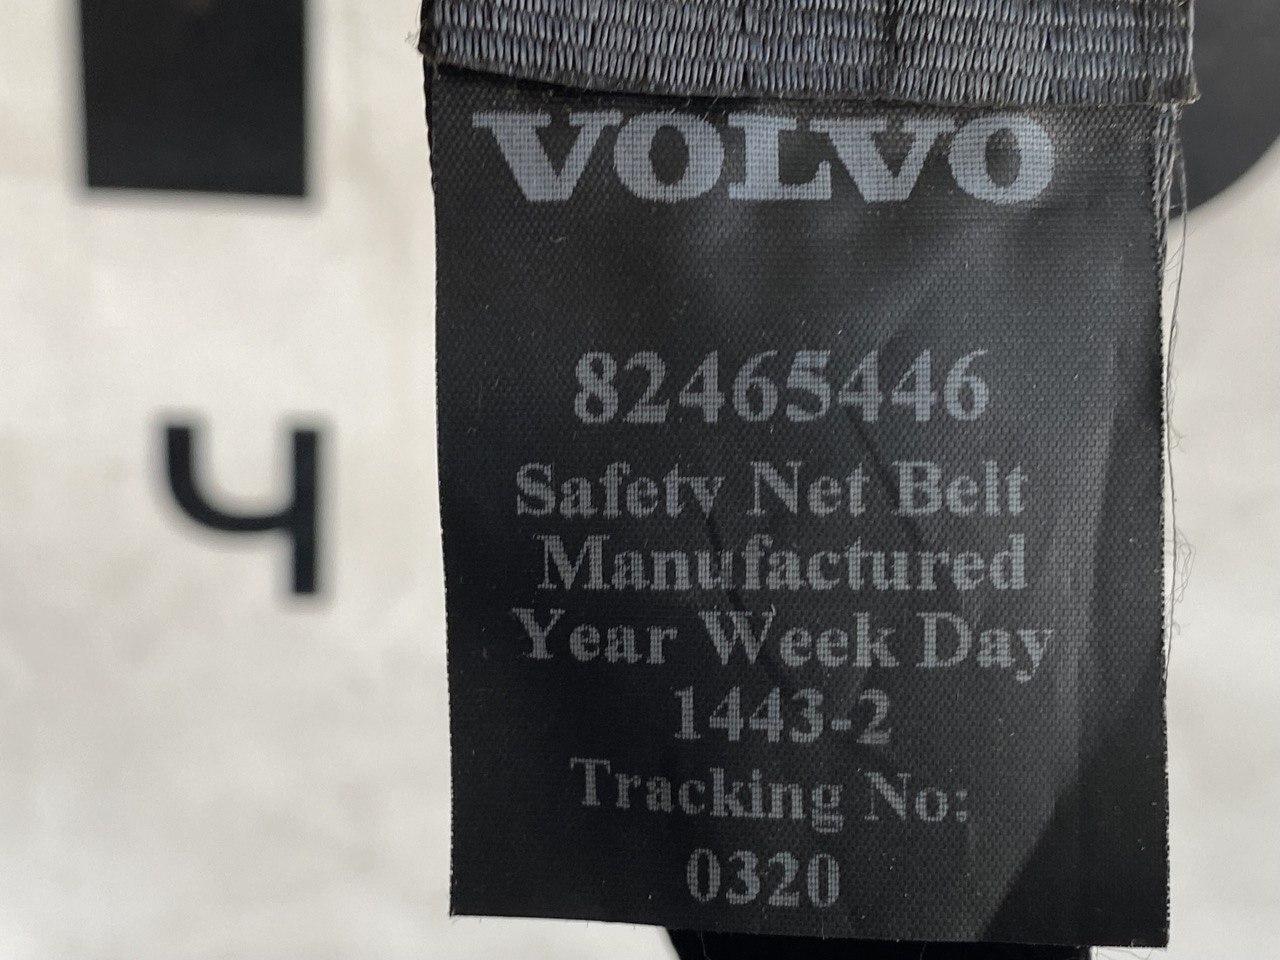 VOLVO
82465446
Safety Net Belt
Manufactured
Year Week Day
1443-2
Tracking No:
0320
ч